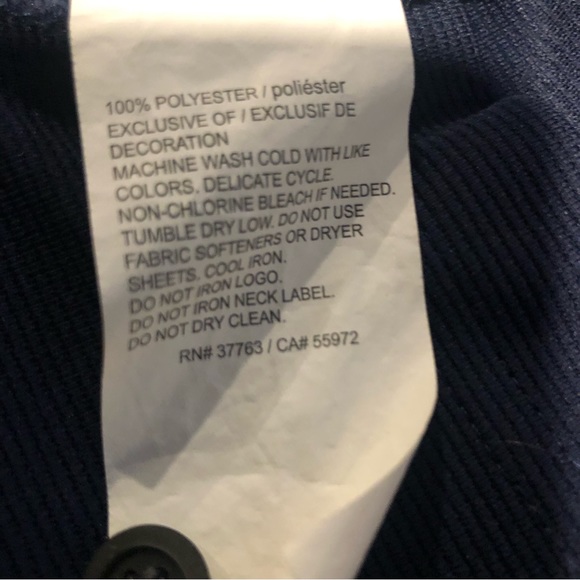 100% POLYESTER / poliéster
EXCLUSIVE OF / EXCLUSIF DE
DECORATION
MACHINE WASH COLD WITH LIKE
COLORS, DELICATE CYCLE.
NON-CHLORINE BLEACH IF NEEDED.
TUMBLE DRY LOW. DO NOT USE
FABRIC SOFTENERS OR DRYER
SHEETS. COOL IRON.
DO NOT IRON LOGO.
DO NOT IRON NECK LABEL.
DO NOT DRY CLEAN.
RN# 37763 / CA# 55972